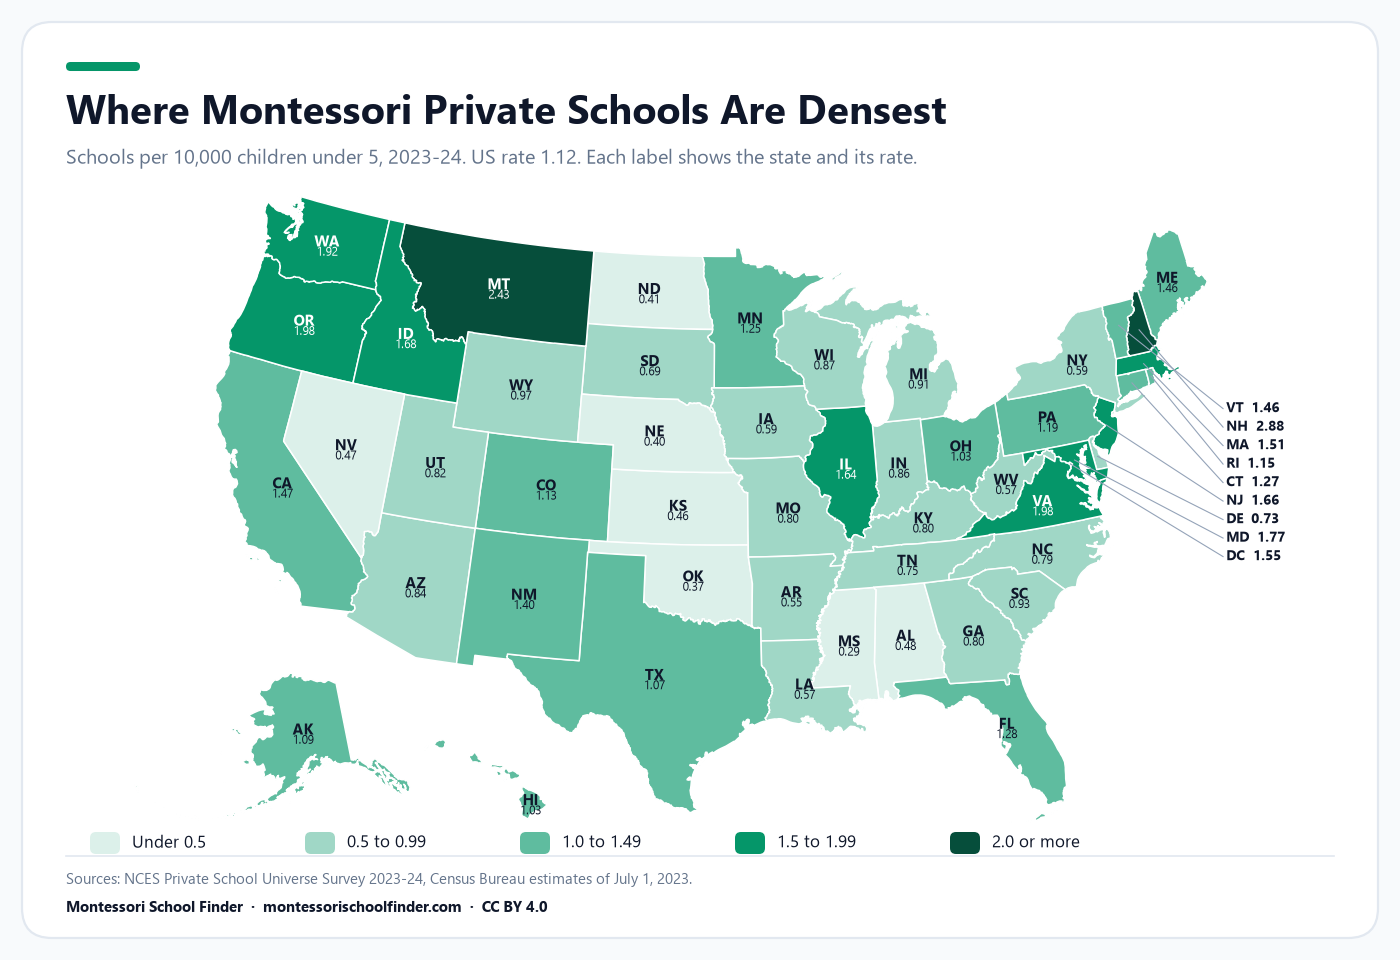 Where Montessori Private Schools Are Densest
Schools per 10,000 children under 5, 2023-24. US rate 1.12. Each label shows the state and its rate.
WA
1.92
MT
2.43
ND
0.41
MN
1.25
ME
1.46
OR
1.98
ID
1.68
SD
0.69
WI
0.87
MI
0.91
NY
0.59
WY
0.97
IA
0.59
PA
1.19
VT 1.46
NH 2.88
MA 1.51
RI 1.15
CT 1.27
NJ 1.66
DE 0.73
MD 1.77
DC 1.55
NV
0.47
UT
0.82
NE
0.40
IL
1.64
IN
0.86
OH
1.03
WV
0.57
VA
1.98
CA
1.47
CO
1.13
KS
0.46
MO
0.80
KY
0.80
NC
0.79
TN
0.75
AZ
0.84
NM
1.40
OK
0.37
AR
0.55
SC
0.93
MS
0.29
AL
0.48
GA
0.80
TX
1.07
LA
0.57
FL
1.28
AK
1.09
HI
1.03
Under 0.5
0.5 to 0.99
1.0 to 1.49
1.5 to 1.99
2.0 or more
Sources: NCES Private School Universe Survey 2023-24, Census Bureau estimates of July 1, 2023.
Montessori School Finder · montessorischoolfinder.com · CC BY 4.0